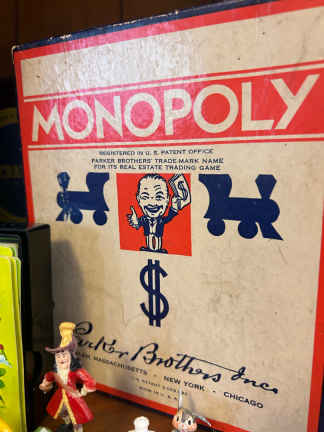 MONOPOLY
REGISTERED IN U. S. PATENT OFFICE
PARKER BROTHERS' TRADE-MARK NAME
FOR ITS REAL ESTATE TRADING GAME
$
$
Parker Brothers Inc.
MASSACHUSETTS • NEW YORK • CHICAGO